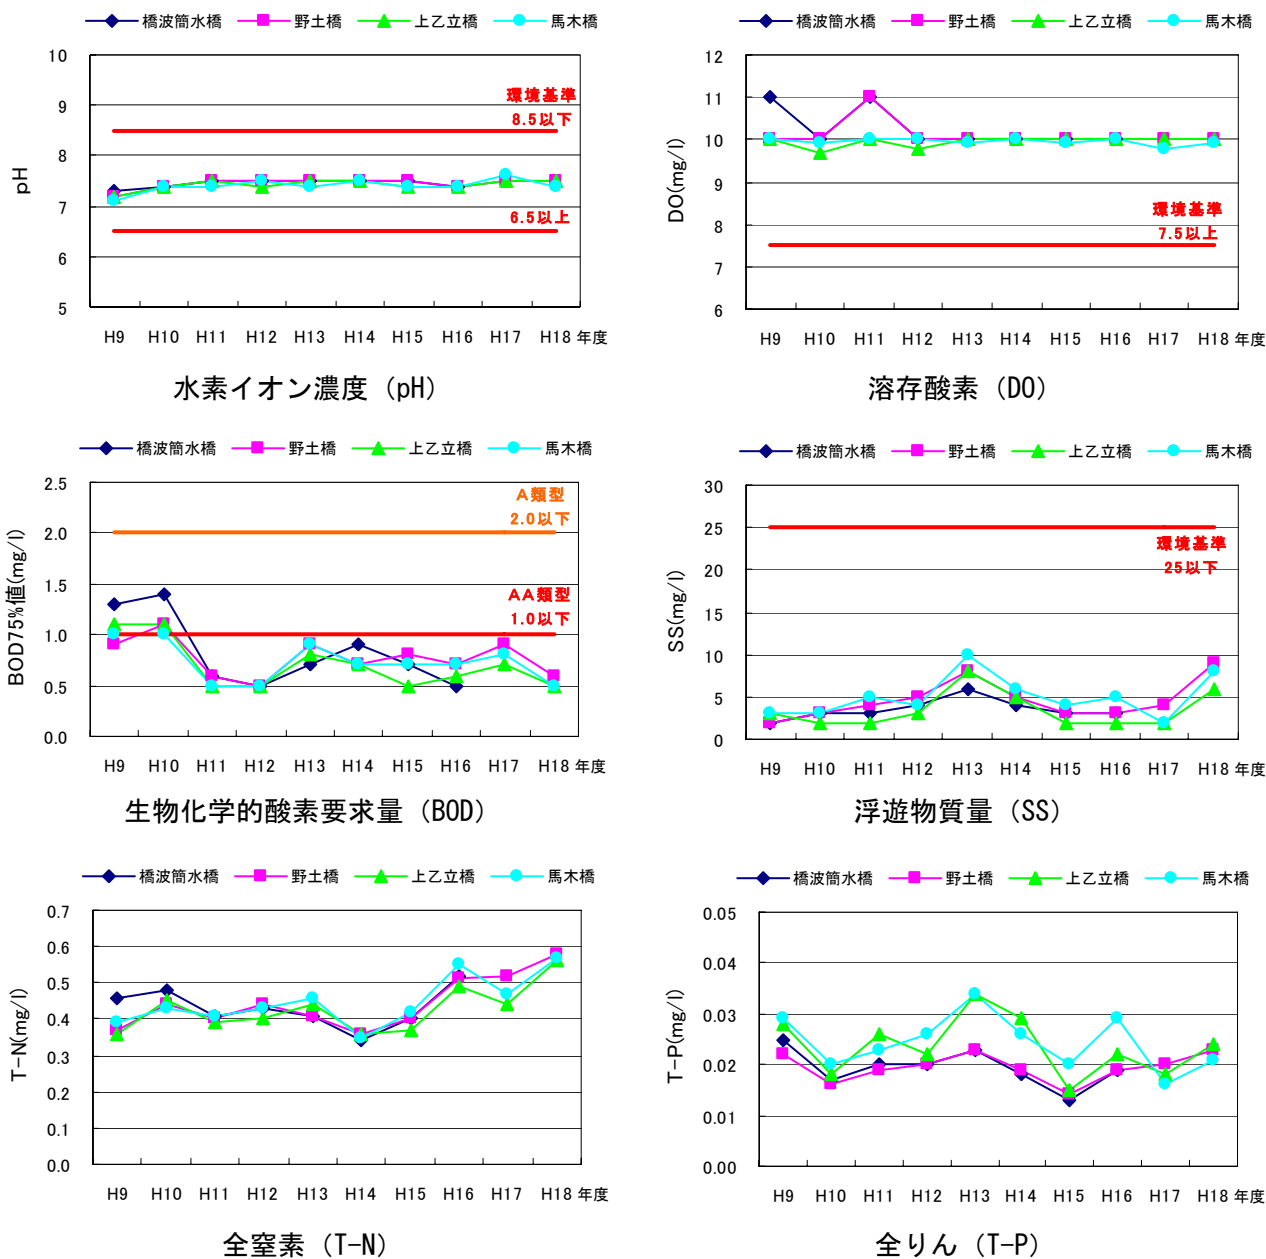 橋波簡水橋 野土橋 上乙立橋 馬木橋
10
9
8
7
6
5
pH
環境基準
8.5以下
6.5以上
H9 H10 H11 H12 H13 H14 H15 H16 H17 H18 年度
水素イオン濃度（pH）
橋波簡水橋 野土橋 上乙立橋 馬木橋
12
11
10
9
8
7
6
DO(mg/l)
環境基準
7.5以上
H9 H10 H11 H12 H13 H14 H15 H16 H17 H18 年度
溶存酸素（DO）
橋波簡水橋 野土橋 上乙立橋 馬木橋
2.5
2.0
1.5
1.0
0.5
0.0
BOD75%値(mg/l)
A類型
2.0以下
AA類型
1.0以下
H9 H10 H11 H12 H13 H14 H15 H16 H17 H18 年度
生物化学的酸素要求量（BOD）
橋波簡水橋 野土橋 上乙立橋 馬木橋
30
25
20
15
10
5
0
SS(mg/l)
環境基準
25以下
H9 H10 H11 H12 H13 H14 H15 H16 H17 H18 年度
浮遊物質量（SS）
橋波簡水橋 野土橋 上乙立橋 馬木橋
0.7
0.6
0.5
0.4
0.3
0.2
0.1
0.0
T-N(mg/l)
H9 H10 H11 H12 H13 H14 H15 H16 H17 H18 年度
全窒素（T-N）
橋波簡水橋 野土橋 上乙立橋 馬木橋
0.05
0.04
0.03
0.02
0.01
0.00
T-P(mg/l)
H9 H10 H11 H12 H13 H14 H15 H16 H17 H18 年度
全りん（T-P）